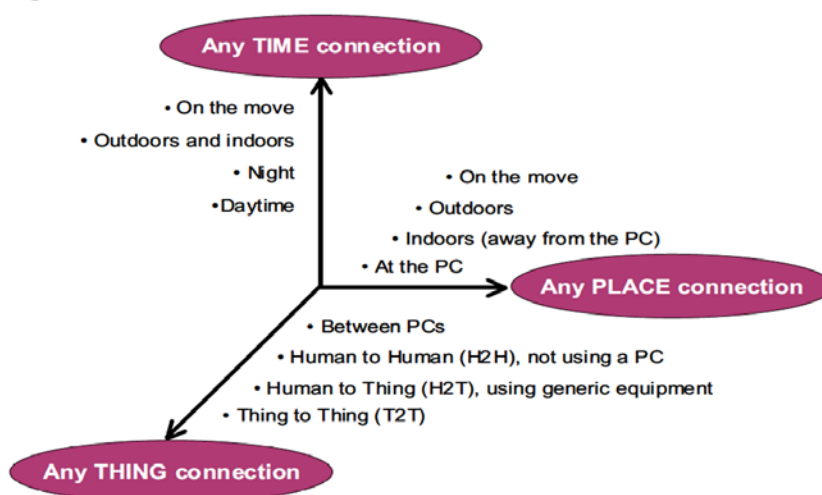 Any TIME connection
• On the move
• Outdoors and indoors
• Night
•Daytime
• On the move
• Outdoors
• Indoors (away from the PC)
• At the PC
Any PLACE connection
• Between PCs
• Human to Human (H2H), not using a PC
• Human to Thing (H2T), using generic equipment
• Thing to Thing (T2T)
Any THING connection